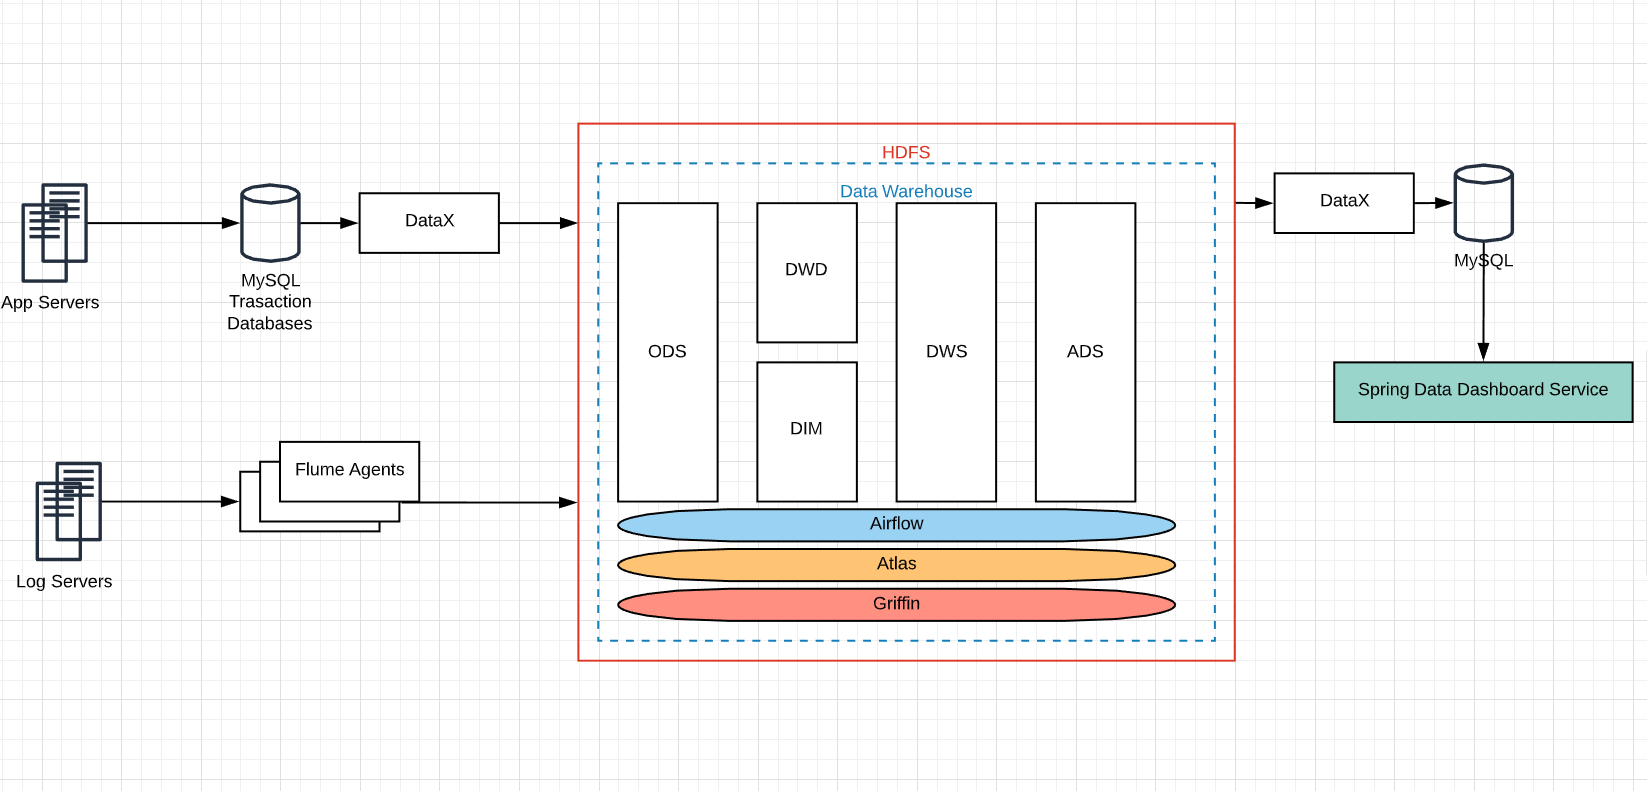 HDFS
Data Warehouse
App Servers
MySQL
Trasaction
Databases
DataX
ODS
DWD
DIM
DWS
ADS
DataX
MySQL
Spring Data Dashboard Service
Log Servers
Flume Agents
Airflow
Atlas
Griffin